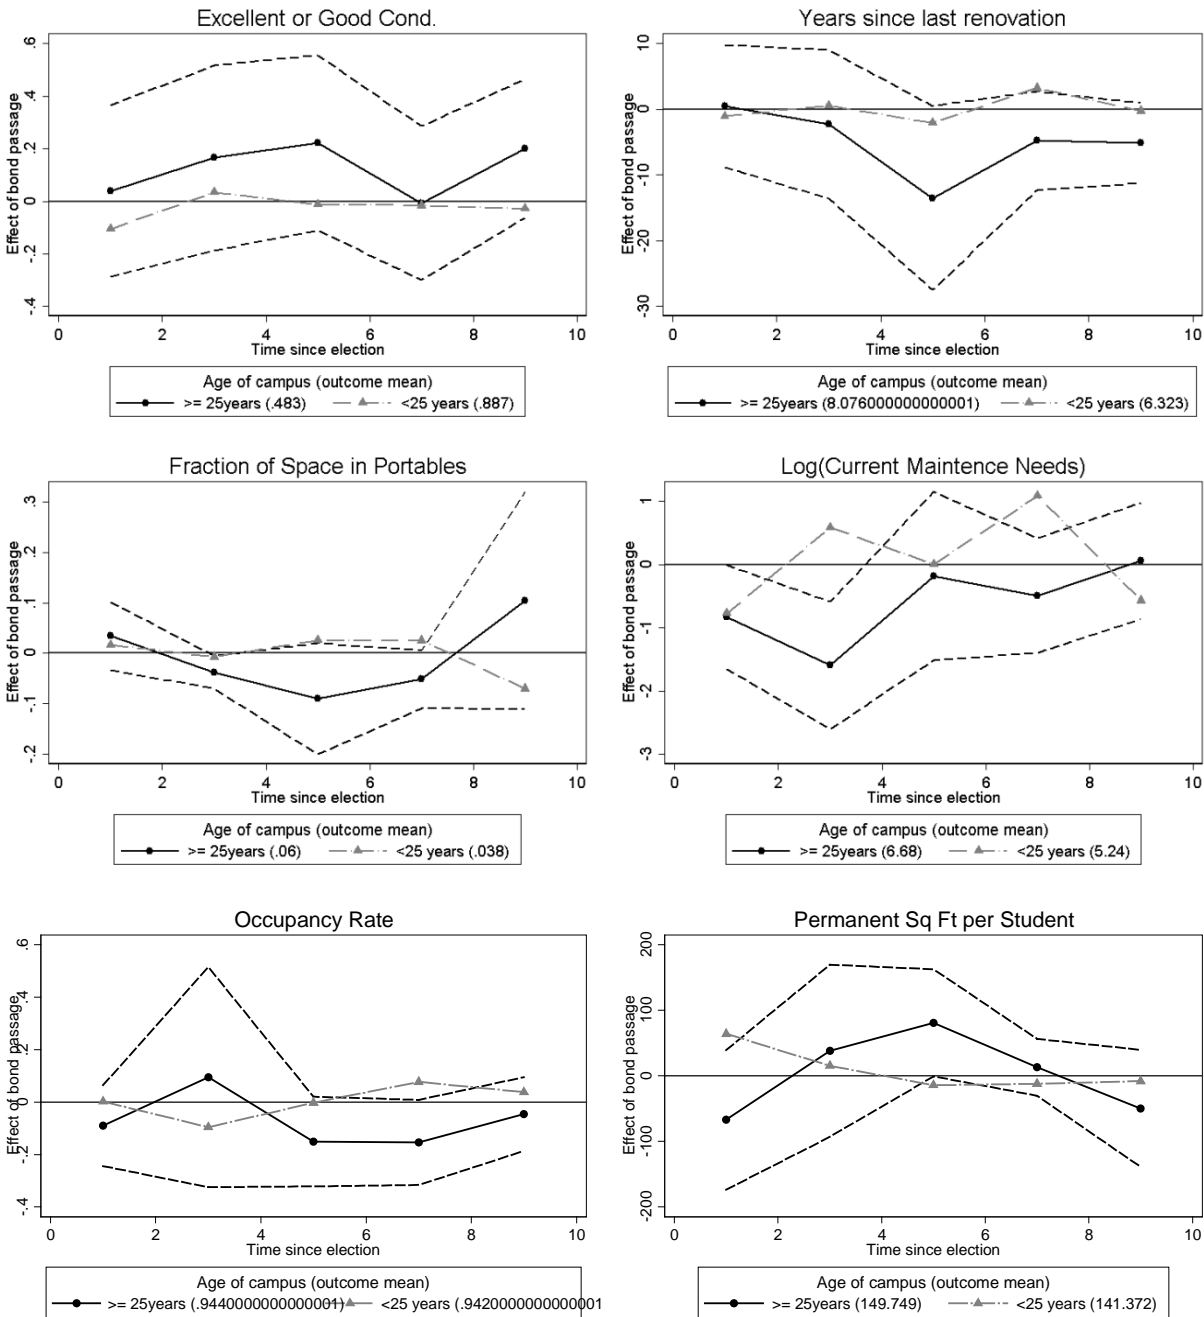 Excellent or Good Cond.
Effect of bond passage
.6
.4
.2
0
-.2
-.4
0 2 4 6 8 10
Time since election
Age of campus (outcome mean)
>= 25years (.483) <25 years (.887)
Years since last renovation
Effect of bond passage
10
0
-10
-20
-30
0 2 4 6 8 10
Time since election
Age of campus (outcome mean)
>= 25years (8.076000000000001) <25 years (6.323)
Fraction of Space in Portables
Effect of bond passage
.3
.2
.1
0
-.1
-.2
0 2 4 6 8 10
Time since election
Age of campus (outcome mean)
>= 25years (.06) <25 years (.038)
Log(Current Maintence Needs)
Effect of bond passage
1
0
-1
-2
-3
0 2 4 6 8 10
Time since election
Age of campus (outcome mean)
>= 25years (6.68) <25 years (5.24)
Occupancy Rate
Effect of bond passage
.6
.4
.2
0
-.2
-.4
0 2 4 6 8 10
Time since election
Age of campus (outcome mean)
>= 25years (.9440000000000001) <25 years (.9420000000000001
Permanent Sq Ft per Student
Effect of bond passage
200
100
0
-100
-200
0 2 4 6 8 10
Time since election
Age of campus (outcome mean)
>= 25years (149.749) <25 years (141.372)